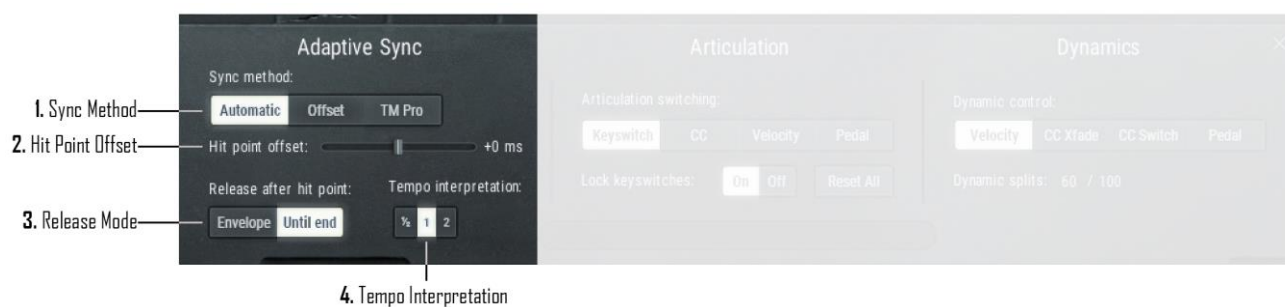 Adaptive Sync
Sync method:
Automatic Offset TM Pro
Hit point offset: +0 ms
Release after hit point: Tempo interpretation:
Envelope Until end ½ 1 2
Articulation
Articulation switching:
Keyswitch CC Velocity Pedal
Lock keyswitches: On Off Reset All
Dynamics
Dynamic control:
Velocity CC Xfade CC Switch Pedal
Dynamic splits: 60 / 100
1. Sync Method
2. Hit Point Offset
3. Release Mode
4. Tempo Interpretation